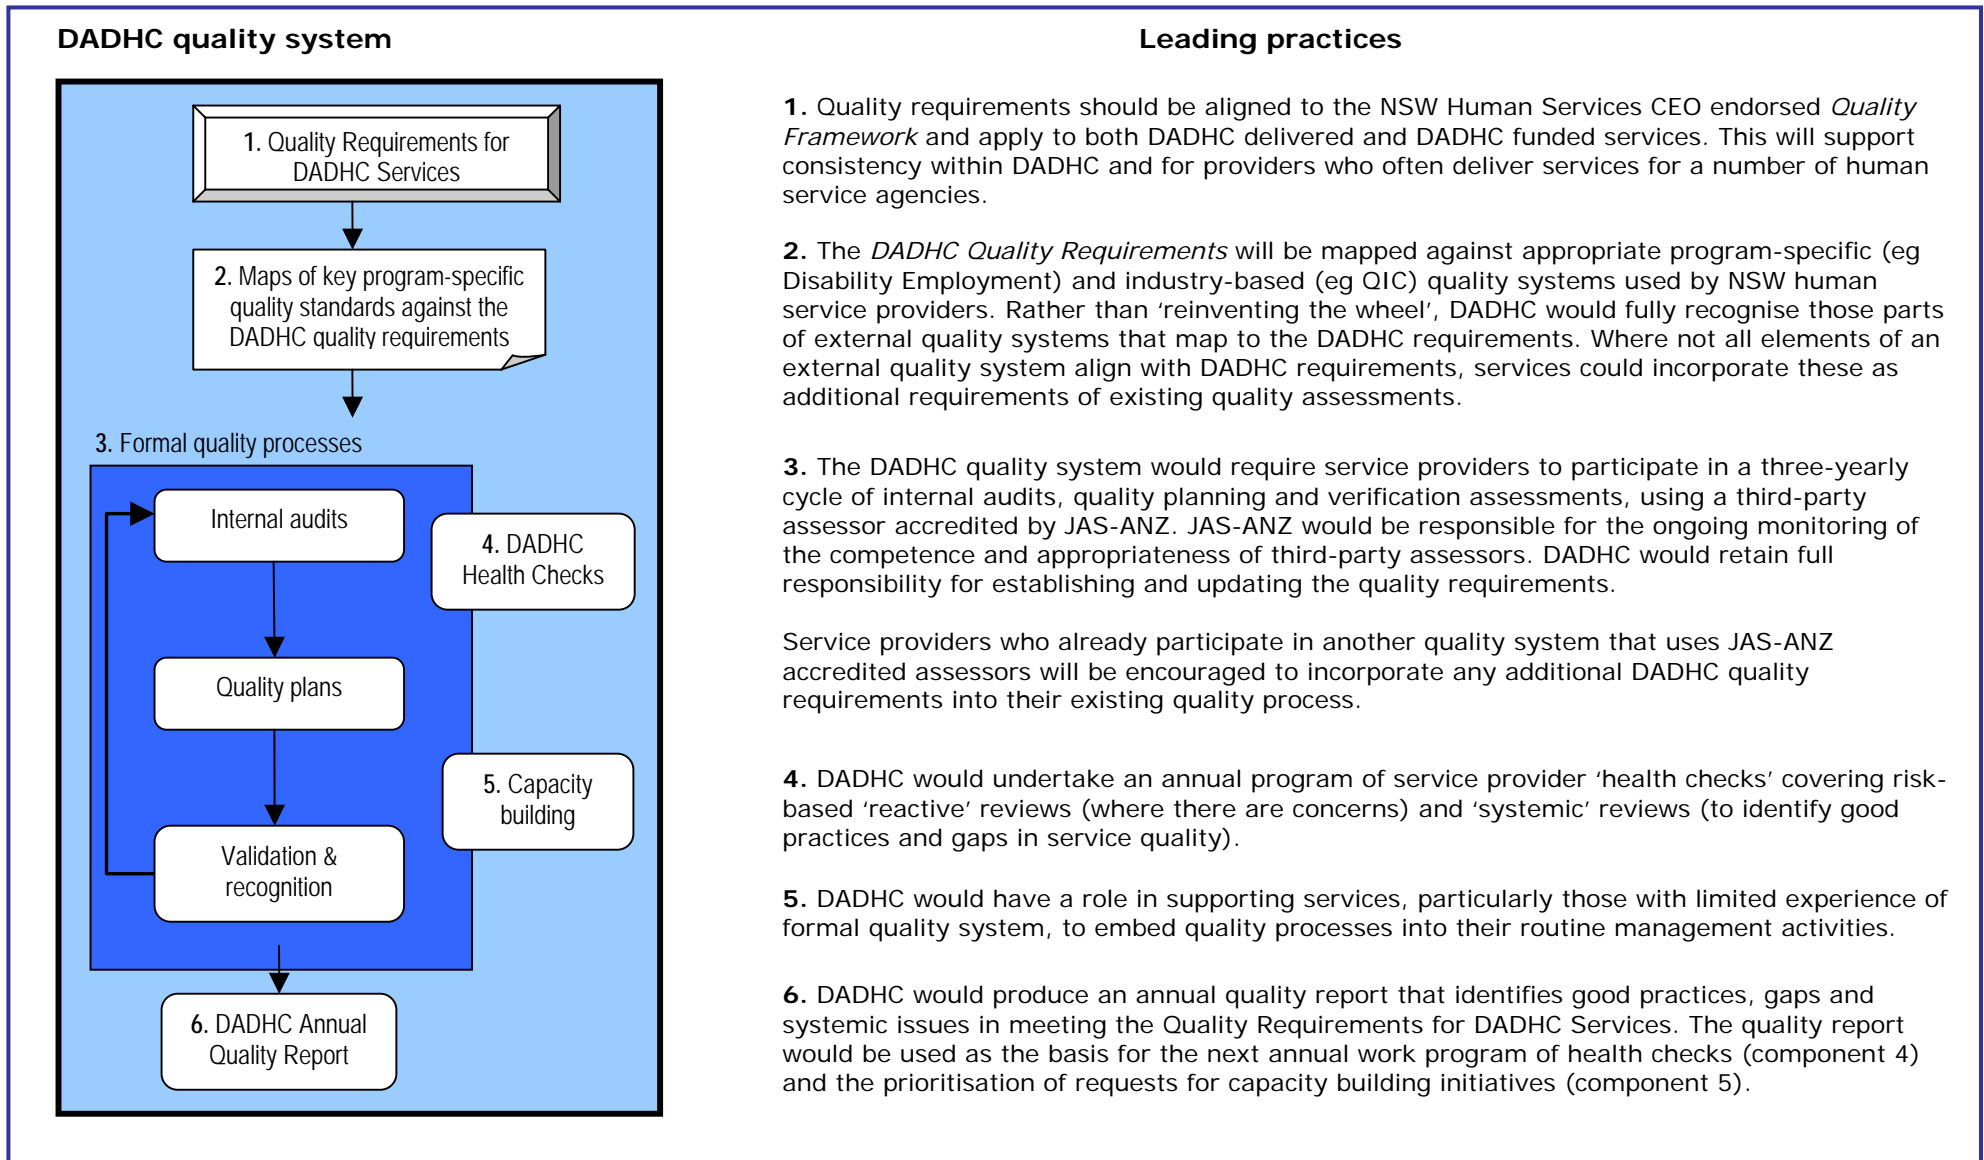 DADHC quality system
1. Quality Requirements for
DADHC Services
2. Maps of key program-specific
quality standards against the
DADHC quality requirements
3. Formal quality processes
Internal audits
4. DADHC
Health Checks
Quality plans
5. Capacity
building
Validation &
recognition
6. DADHC Annual
Quality Report
Leading practices
1. Quality requirements should be aligned to the NSW Human Services CEO endorsed Quality
Framework and apply to both DADHC delivered and DADHC funded services. This will support
consistency within DADHC and for providers who often deliver services for a number of human
service agencies.
2. The DADHC Quality Requirements will be mapped against appropriate program-specific (eg
Disability Employment) and industry-based (eg QIC) quality systems used by NSW human
service providers. Rather than ‘reinventing the wheel’, DADHC would fully recognise those parts
of external quality systems that map to the DADHC requirements. Where not all elements of an
external quality system align with DADHC requirements, services could incorporate these as
additional requirements of existing quality assessments.
3. The DADHC quality system would require service providers to participate in a three-yearly
cycle of internal audits, quality planning and verification assessments, using a third-party
assessor accredited by JAS-ANZ. JAS-ANZ would be responsible for the ongoing monitoring of
the competence and appropriateness of third-party assessors. DADHC would retain full
responsibility for establishing and updating the quality requirements.
Service providers who already participate in another quality system that uses JAS-ANZ
accredited assessors will be encouraged to incorporate any additional DADHC quality
requirements into their existing quality process.
4. DADHC would undertake an annual program of service provider ‘health checks’ covering risk-
based ‘reactive’ reviews (where there are concerns) and ‘systemic’ reviews (to identify good
practices and gaps in service quality).
5. DADHC would have a role in supporting services, particularly those with limited experience of
formal quality system, to embed quality processes into their routine management activities.
6. DADHC would produce an annual quality report that identifies good practices, gaps and
systemic issues in meeting the Quality Requirements for DADHC Services. The quality report
would be used as the basis for the next annual work program of health checks (component 4)
and the prioritisation of requests for capacity building initiatives (component 5).